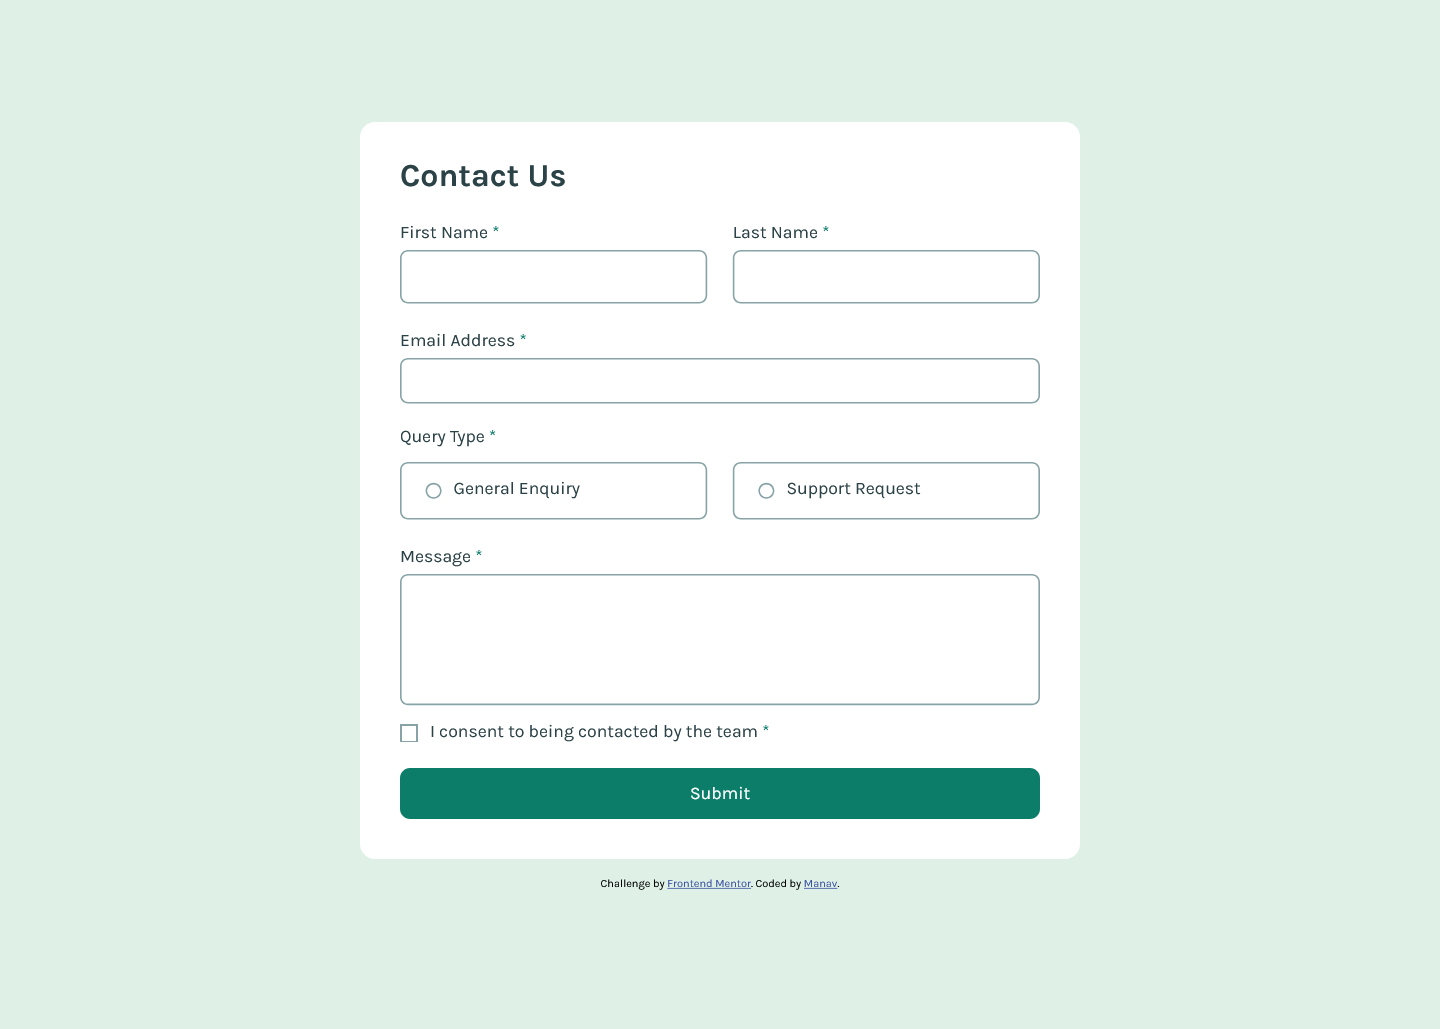 Contact Us
First Name *
Last Name *
Email Address *
Query Type *
General Enquiry
Support Request
Message *
I consent to being contacted by the team *
Submit
Challenge by Frontend Mentor. Coded by Manav.